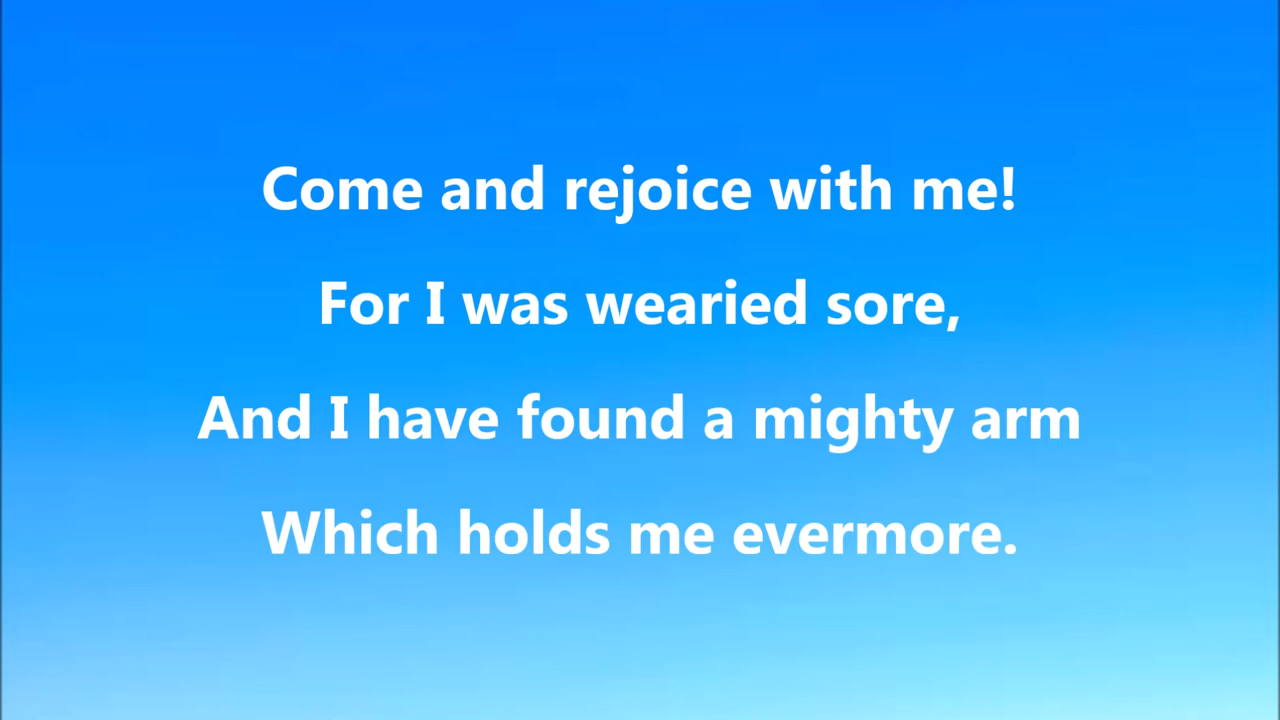 Come and rejoice with me!
For I was wearied sore,
And I have found a mighty arm
Which holds me evermore.